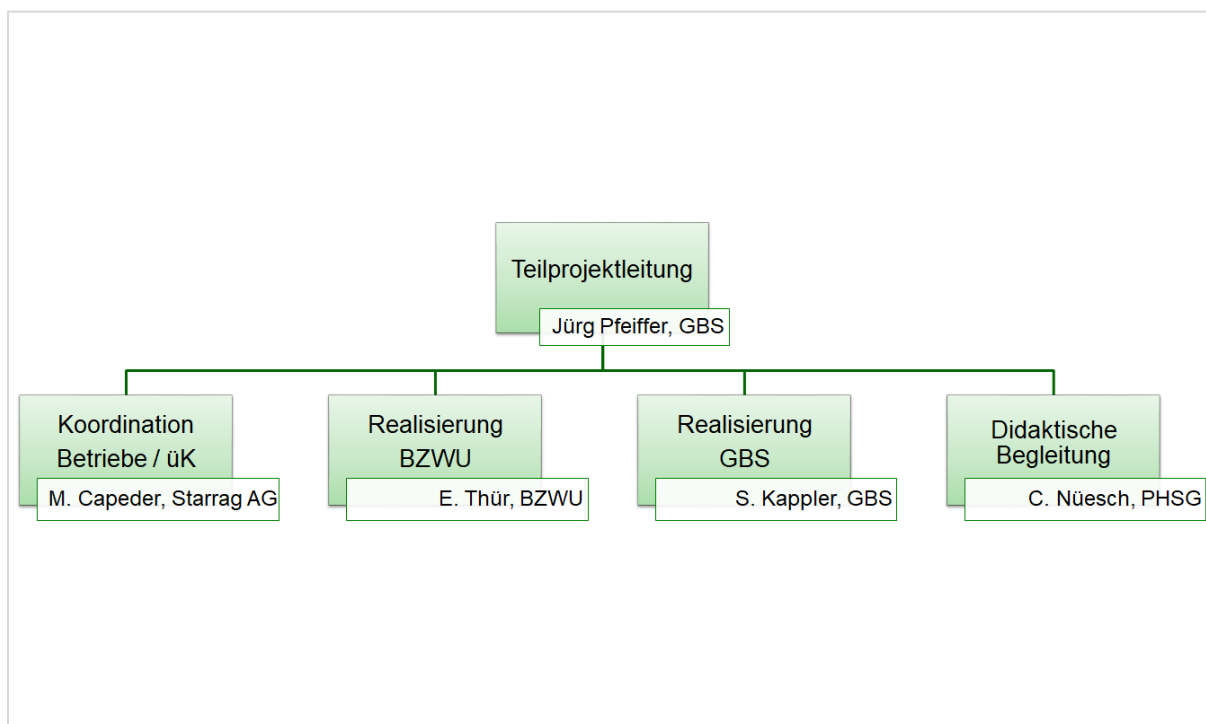 Teilprojektleitung
Jürg Pfeiffer, GBS
Koordination
Betriebe / üK
M. Capeder, Starrag AG
Realisierung
BZWU
E. Thür, BZWU
Realisierung
GBS
S. Kappler, GBS
Didaktische
Begleitung
C. Nüesch, PHSG